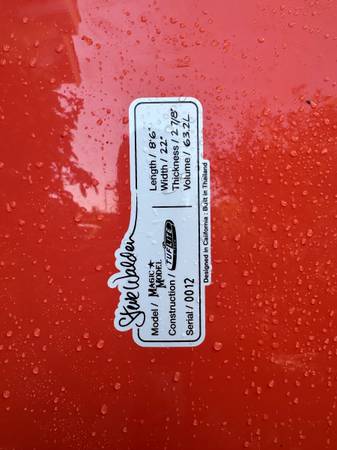 Steve Walden
Model / MAGIC MODEL
Construction / TUFLITE
Serial / 0012
Length / 8'6"
Width / 22"
Thickness / 2 7/8"
Volume / 63.2L
Designed in California : Built in Thailand